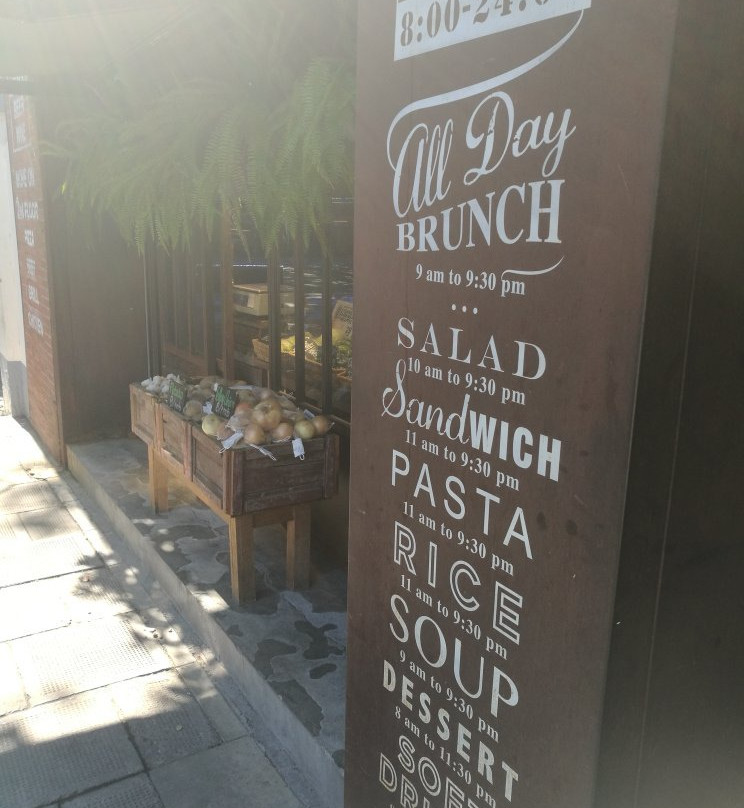 8:00-24:
All Day
BRUNCH
9 am to 9:30 pm
SALAD
10 am to 9:30 pm
SandWICH
11 am to 9:30 pm
PASTA
11 am to 9:30 pm
RICE
11 am to 9:30 pm
SOUP
9 am to 9:30 pm
DESSERT
8 am to 11:30 pm
SOFT